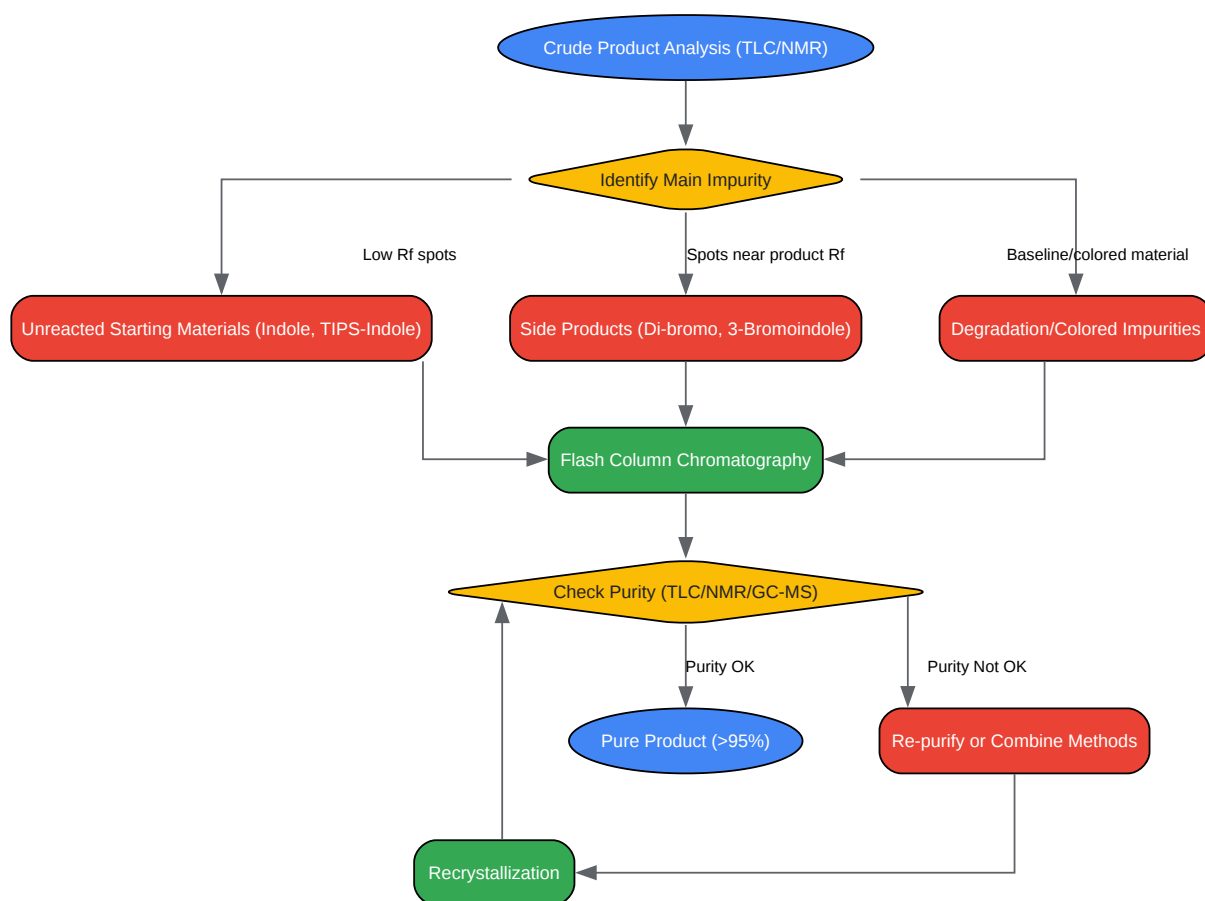 Crude Product Analysis (TLC/NMR)
Identify Main Impurity
Low Rf spots
Spots near product Rf
Baseline/colored material
Unreacted Starting Materials (Indole, TIPS-Indole)
Side Products (Di-bromo, 3-Bromoindole)
Degradation/Colored Impurities
Flash Column Chromatography
Check Purity (TLC/NMR/GC-MS)
Purity OK
Purity Not OK
Pure Product (>95%)
Re-purify or Combine Methods
Recrystallization